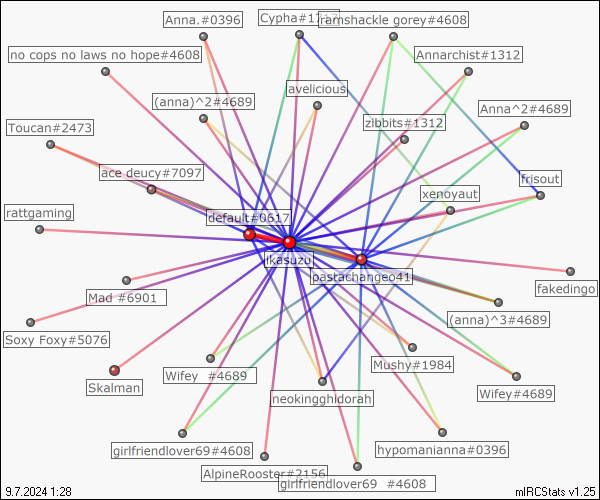 Anna.#0396
Cypha#1717
ramshackle gorey#4608
no cops no laws no hope#4608
Annarchist#1312
(anna)^2#4689
avelicious
Anna^2#4689
Toucan#2473
zibbits#1312
ace deucy#7097
frisout
xenoyaut
rattgaming
default#0617
jikasuzu
pastachangeo41
fakedingo
Mad #6901
(anna)^3#4689
Soxy Foxy#5076
Mushy#1984
Skalman
Wifey #4689
Wifey#4689
neokingghidorah
girlfriendlover69#4608
hypomanianna#0396
AlpineRooster#2156
girlfriendlover69 #4608
9.7.2024 1:28
mIRCStats v1.25